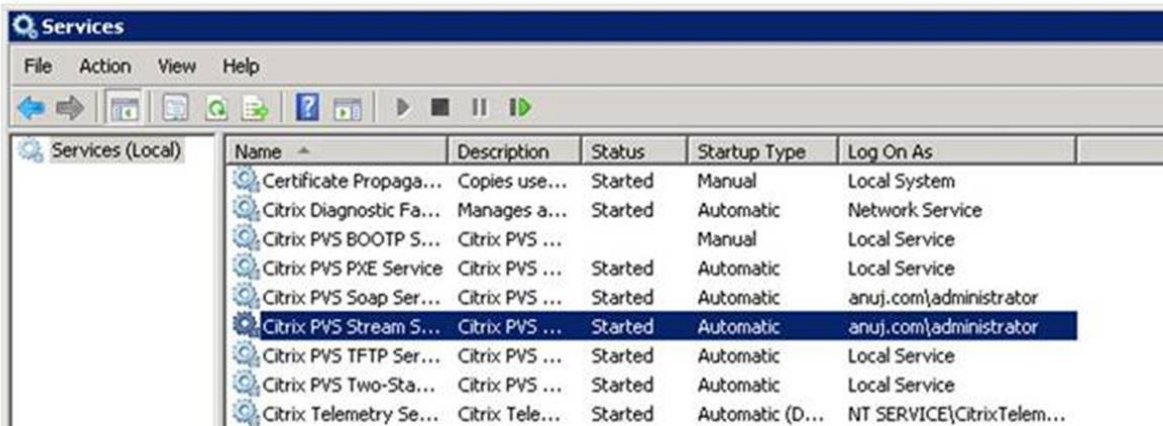 Services
File Action View Help
Services (Local)
Name Description Status Startup Type Log On As
Certificate Propaga... Copies use... Started Manual Local System
Citrix Diagnostic Fa... Manages a... Started Automatic Network Service
Citrix PVS BOOTP S... Citrix PVS ... Manual Local Service
Citrix PVS PXE Service Citrix PVS ... Started Automatic Local Service
Citrix PVS Soap Ser... Citrix PVS ... Started Automatic anuj.com\administrator
Citrix PVS Stream S... Citrix PVS ... Started Automatic anuj.com\administrator
Citrix PVS TFTP Ser... Citrix PVS ... Started Automatic Local Service
Citrix PVS Two-Sta... Citrix PVS ... Started Automatic Local Service
Citrix Telemetry Se... Citrix Tele... Started Automatic (D... NT SERVICE\CitrixTelem...